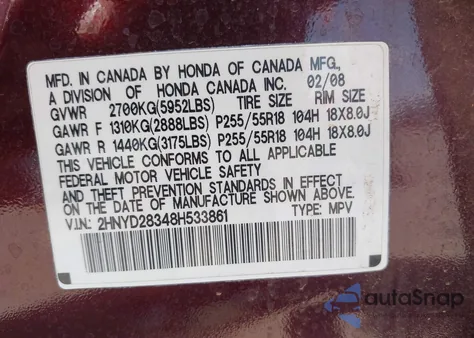 MFD. IN CANADA BY HONDA OF CANADA MFG.,
A DIVISION OF HONDA CANADA INC. 02/08
GVWR 2700KG(5952LBS) TIRE SIZE RIM SIZE
GAWR F 1310KG(2888LBS) P255/55R18 104H 18X8.0J
GAWR R 1440KG(3175LBS) P255/55R18 104H 18X8.0J
THIS VEHICLE CONFORMS TO ALL APPLICABLE
FEDERAL MOTOR VEHICLE SAFETY
AND THEFT PREVENTION STANDARDS IN EFFECT
ON THE DATE OF MANUFACTURE SHOWN ABOVE.
V.I.N: 2HNYD28348H533861 TYPE: MPV
autoSnap